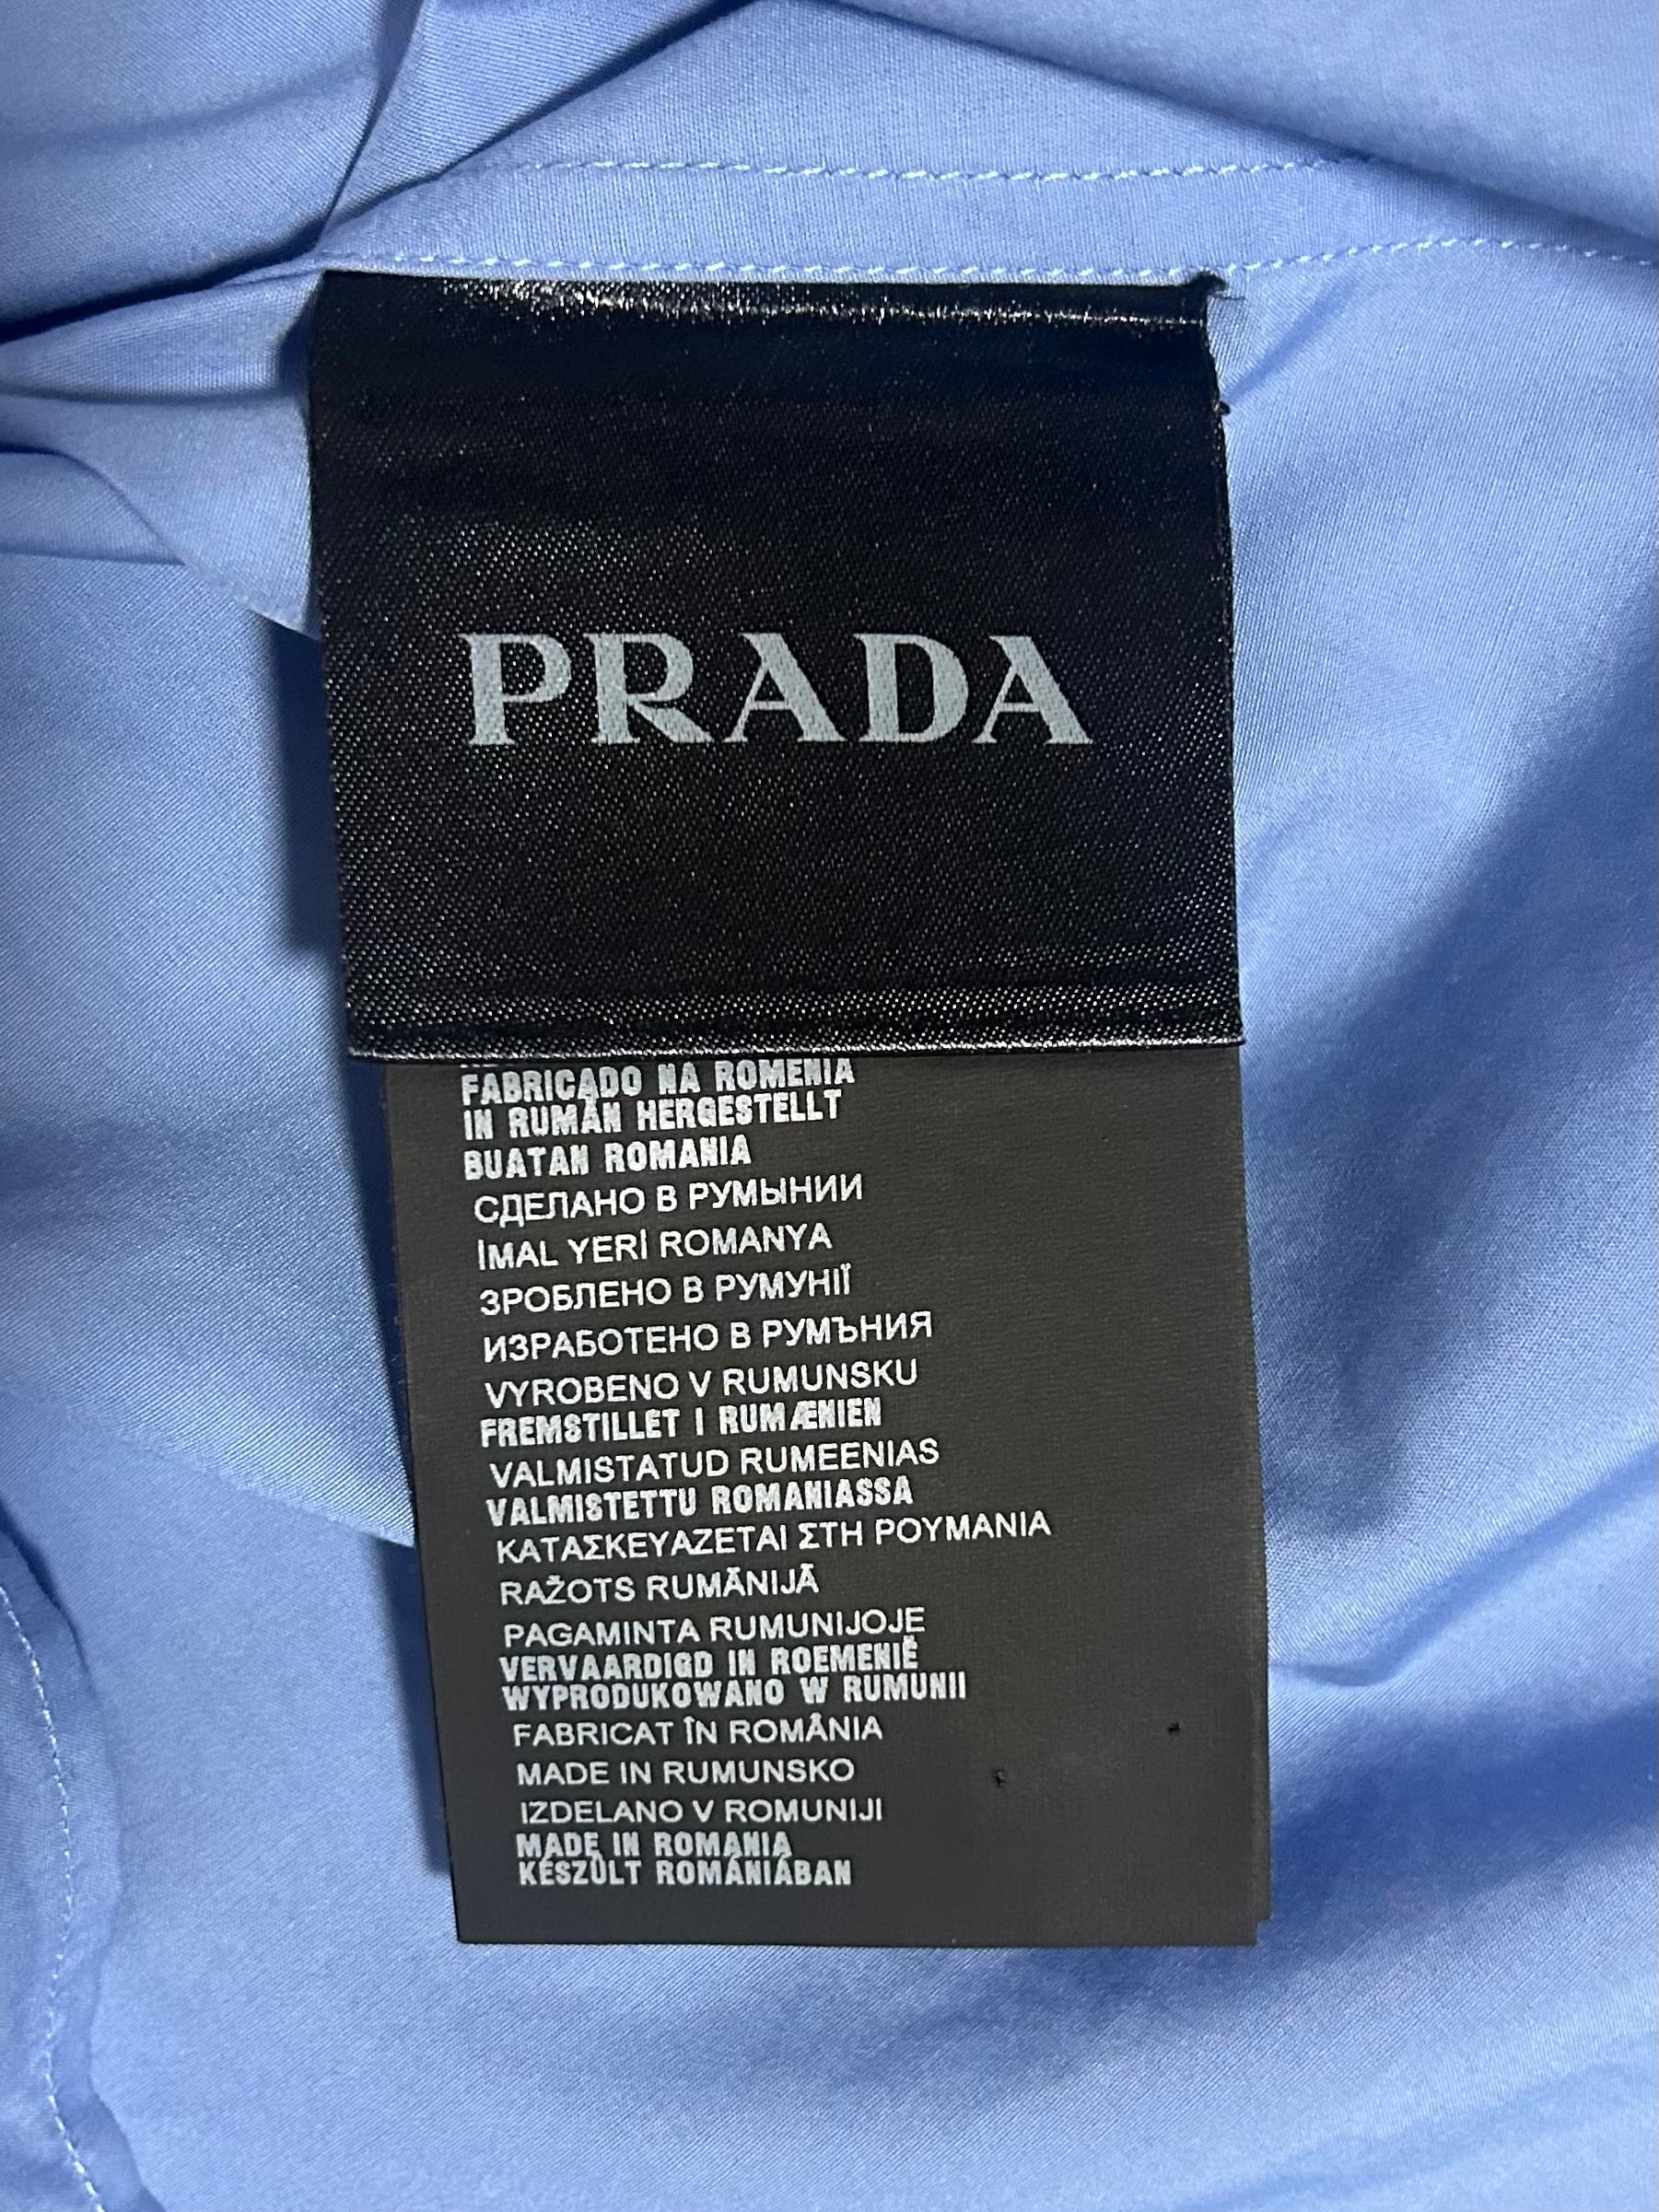 PRADA
FABRICADO NA ROMENIA
IN RUMÄN HERGESTELLT
BUATAN ROMANIA
СДЕЛАНО В РУМЫНИИ
İMAL YERİ ROMANYA
ЗРОБЛЕНО В РУМУНІЇ
ИЗРАБОТЕНО В РУМЪНИЯ
VYROBENO V RUMUNSKU
FREMSTILLET I RUMÆNIEN
VALMISTATUD RUMEENIAS
VALMISTETTU ROMANIASSA
ΚΑΤΑΣΚΕΥΑΖΕΤΑΙ ΣΤΗ ΡΟΥΜΑΝΙΑ
RAŽOTS RUMĀNIJĀ
PAGAMINTA RUMUNIJOJE
VERVAARDIGD IN ROEMENIË
WYPRODUKOWANO W RUMUNII
FABRICAT ÎN ROMÂNIA
MADE IN RUMUNSKO
IZDELANO V ROMUNIJI
MADE IN ROMANIA
KÉSZÜLT ROMÁNIÁBAN